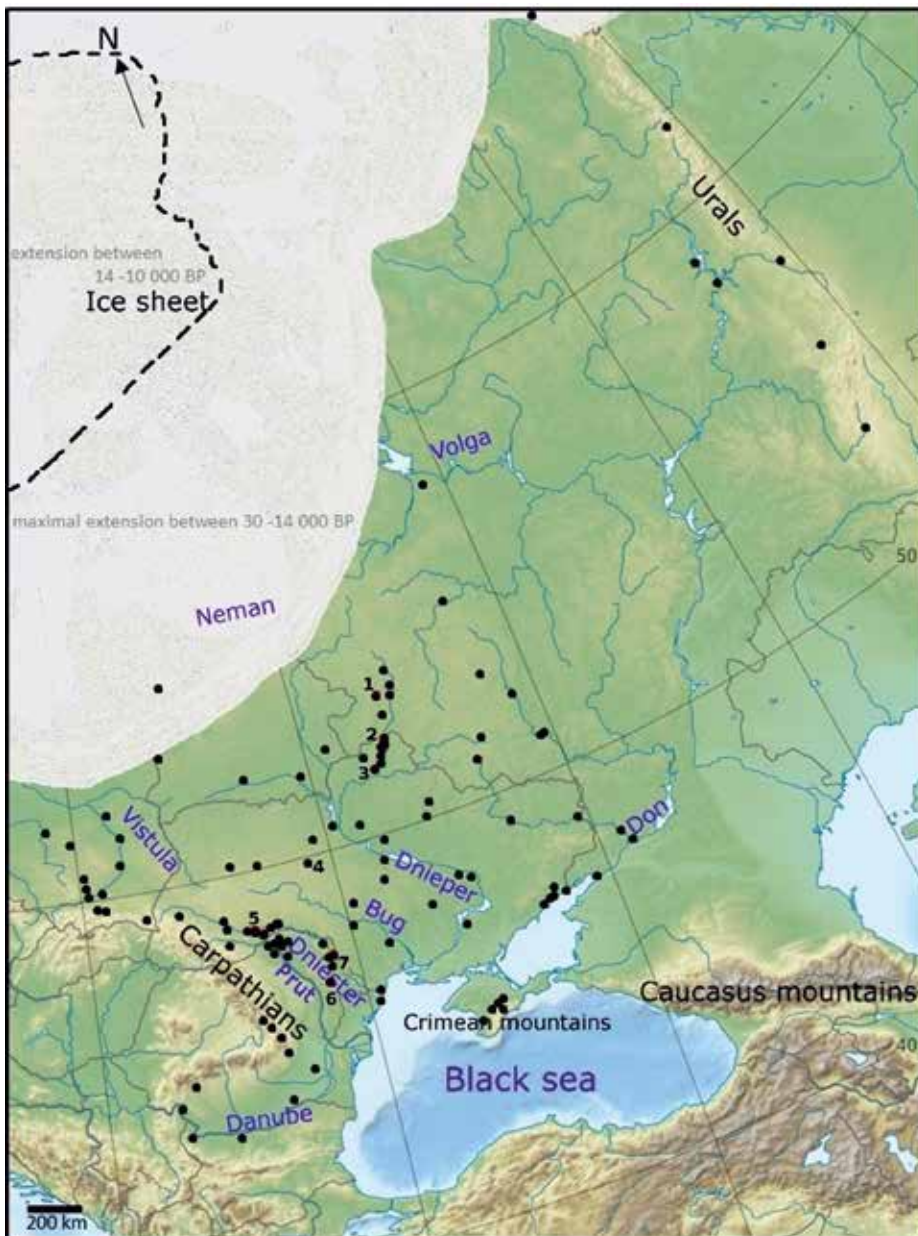 N
Urals
extension between
14 -10 000 BP
Ice sheet
Volga
maximal extension between 30 -14 000 BP
50
Neman
1
2
3
Don
Vistula
4
Dnieper
Bug
5
Carpathians
Dniester
7
Prut
6
Caucasus mountains
Crimean mountains
40
Black sea
Danube
200 km